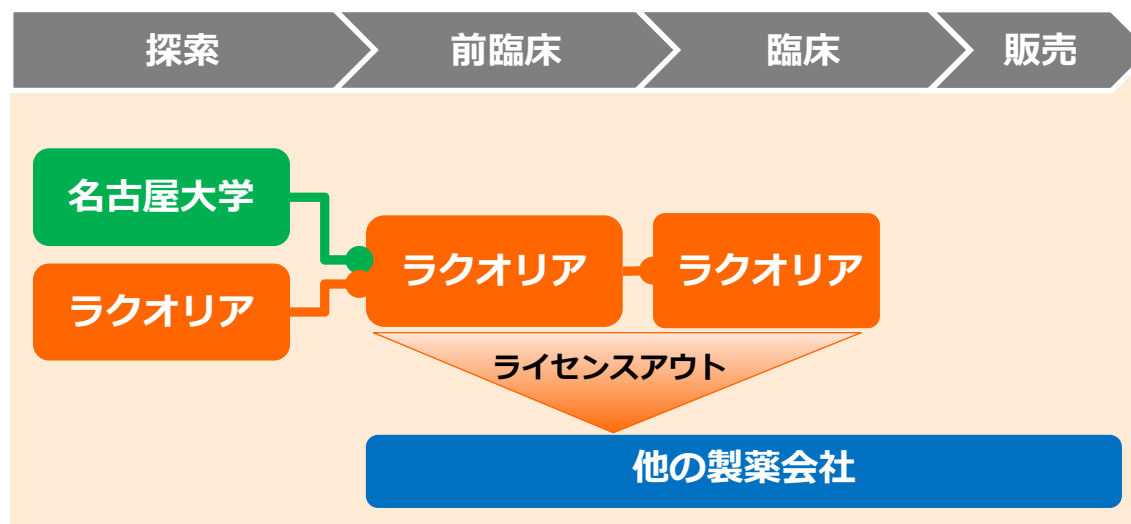 探索
前臨床
臨床
販売
名古屋大学
ラクオリア
ラクオリア
ラクオリア
ライセンスアウト
他の製薬会社